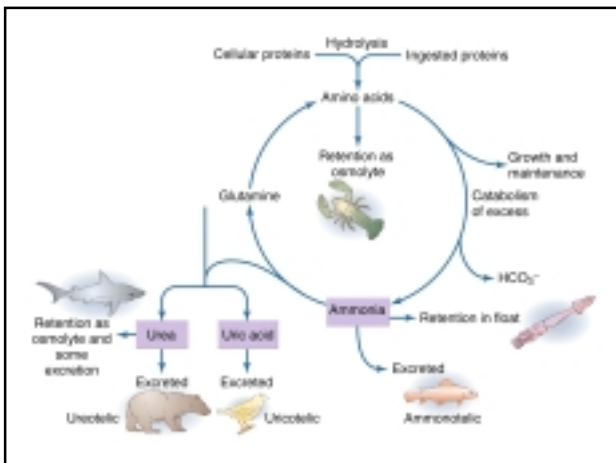 Hydrolysis
Cellular proteins
Ingested proteins
Amino acids
Retention as
osmolyte
Growth and
maintenance
Glutamine
Catabolism
of excess
HCO₃⁻
Ammonia
Retention in float
Urea
Uric acid
Retention as
osmolyte and
some
excretion
Excreted
Excreted
Excreted
Ureotelic
Uricotelic
Ammonotelic